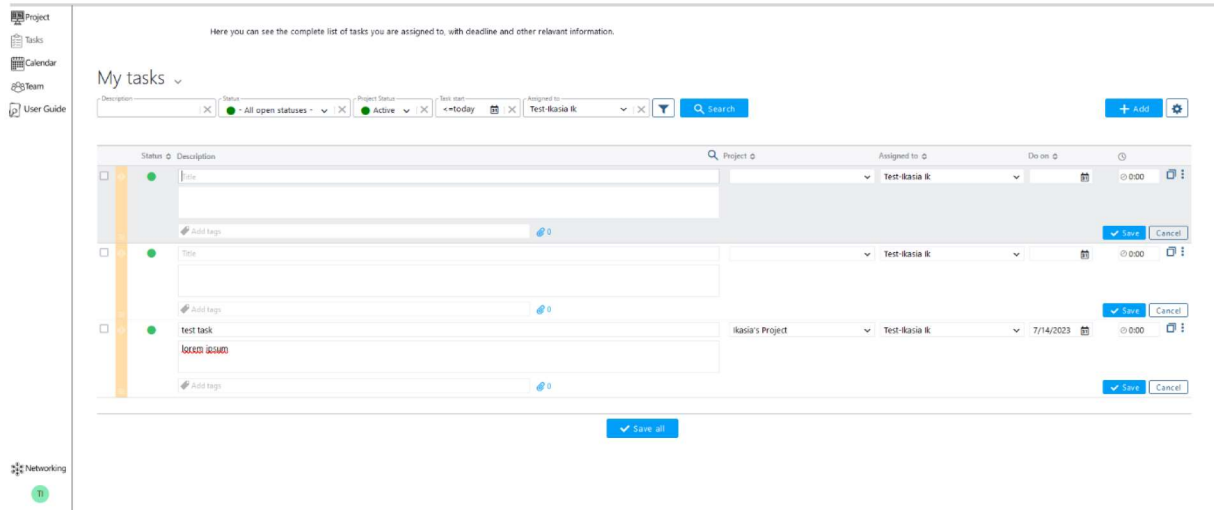 Project
Tasks
Calendar
Team
User Guide
Here you can see the complete list of tasks you are assigned to, with deadline and other relavant information.
My tasks
Description Status Project Status Task start Assigned to
- All open statuses - Active <=today Test-Ikasia Ik Search + Add
Status Description Project Assigned to Do on
Title Test-Ikasia Ik 0:00
Add tags 0 Save Cancel
Title Test-Ikasia Ik 0:00
Add tags 0 Save Cancel
test task Ikasia's Project Test-Ikasia Ik 7/14/2023 0:00
lorem ipsum
Add tags 0 Save Cancel
Save all
Networking
TI